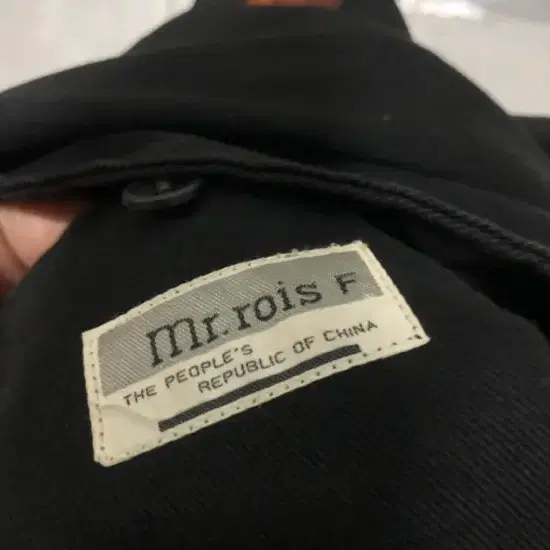 Mr.rois F
THE PEOPLE'S
REPUBLIC OF CHINA